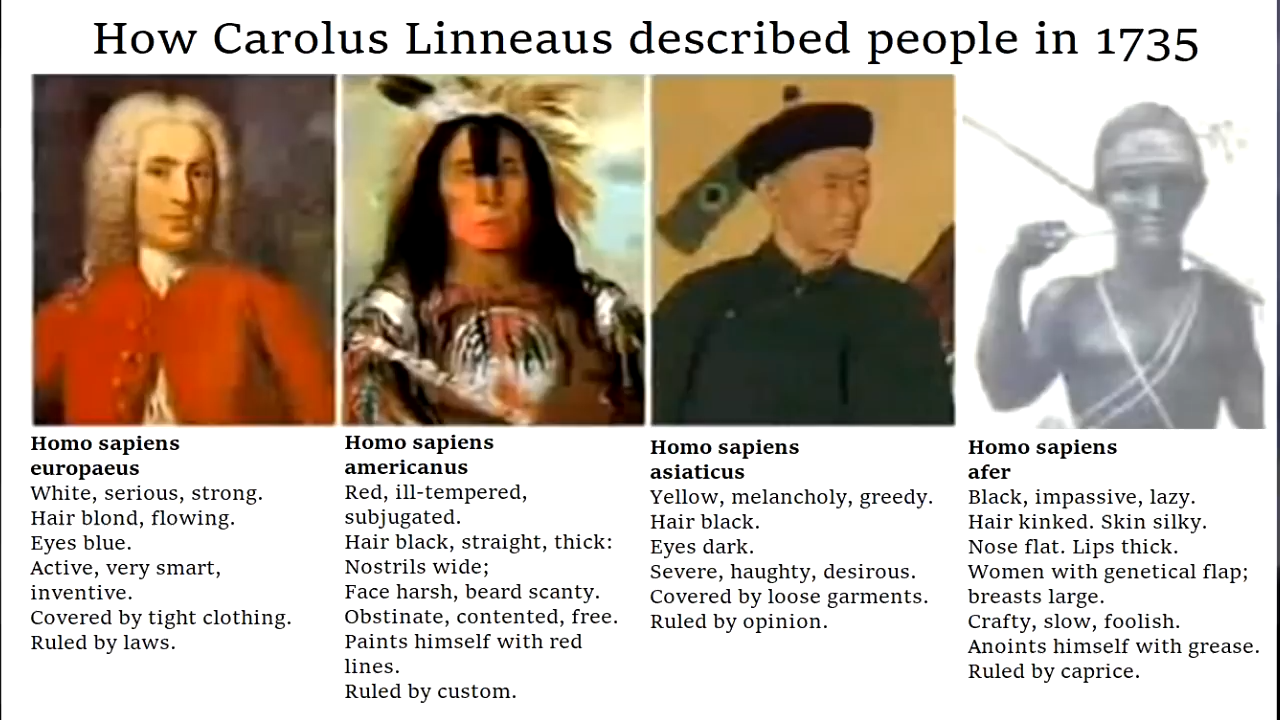 How Carolus Linneaus described people in 1735
Homo sapiens
europaeus
White, serious, strong.
Hair blond, flowing.
Eyes blue.
Active, very smart,
inventive.
Covered by tight clothing.
Ruled by laws.
Homo sapiens
americanus
Red, ill-tempered,
subjugated.
Hair black, straight, thick:
Nostrils wide;
Face harsh, beard scanty.
Obstinate, contented, free.
Paints himself with red
lines.
Ruled by custom.
Homo sapiens
asiaticus
Yellow, melancholy, greedy.
Hair black.
Eyes dark.
Severe, haughty, desirous.
Covered by loose garments.
Ruled by opinion.
Homo sapiens
afer
Black, impassive, lazy.
Hair kinked. Skin silky.
Nose flat. Lips thick.
Women with genetical flap;
breasts large.
Crafty, slow, foolish.
Anoints himself with grease.
Ruled by caprice.